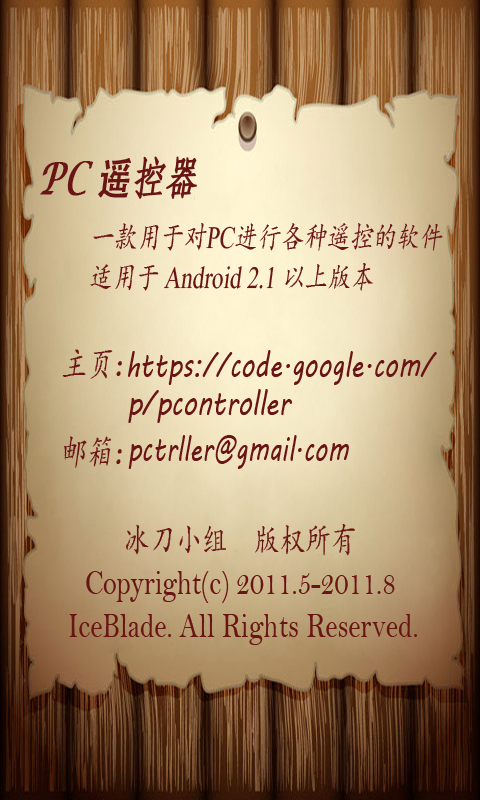 PC 遥控器
一款用于对PC进行各种遥控的软件
适用于 Android 2.1 以上版本
主页:https://code.google.com/
p/pcontroller
邮箱:pctrller@gmail.com
冰刀小组 版权所有
Copyright(c) 2011.5-2011.8
IceBlade. All Rights Reserved.